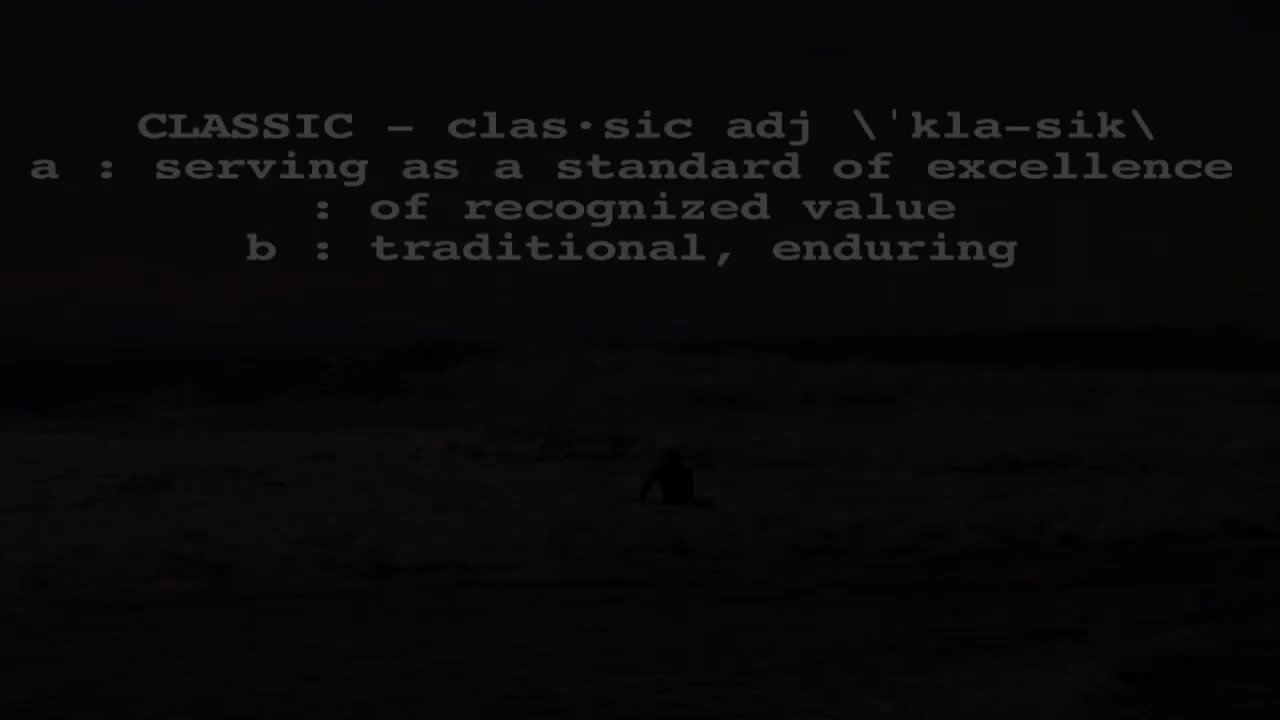 CLASSIC - clas·sic adj \ˈkla-sik\
a : serving as a standard of excellence
: of recognized value
b : traditional, enduring